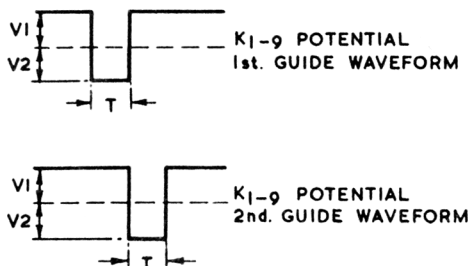 V1
V2
T
K1-9 POTENTIAL
1st. GUIDE WAVEFORM
V1
V2
T
K1-9 POTENTIAL
2nd. GUIDE WAVEFORM